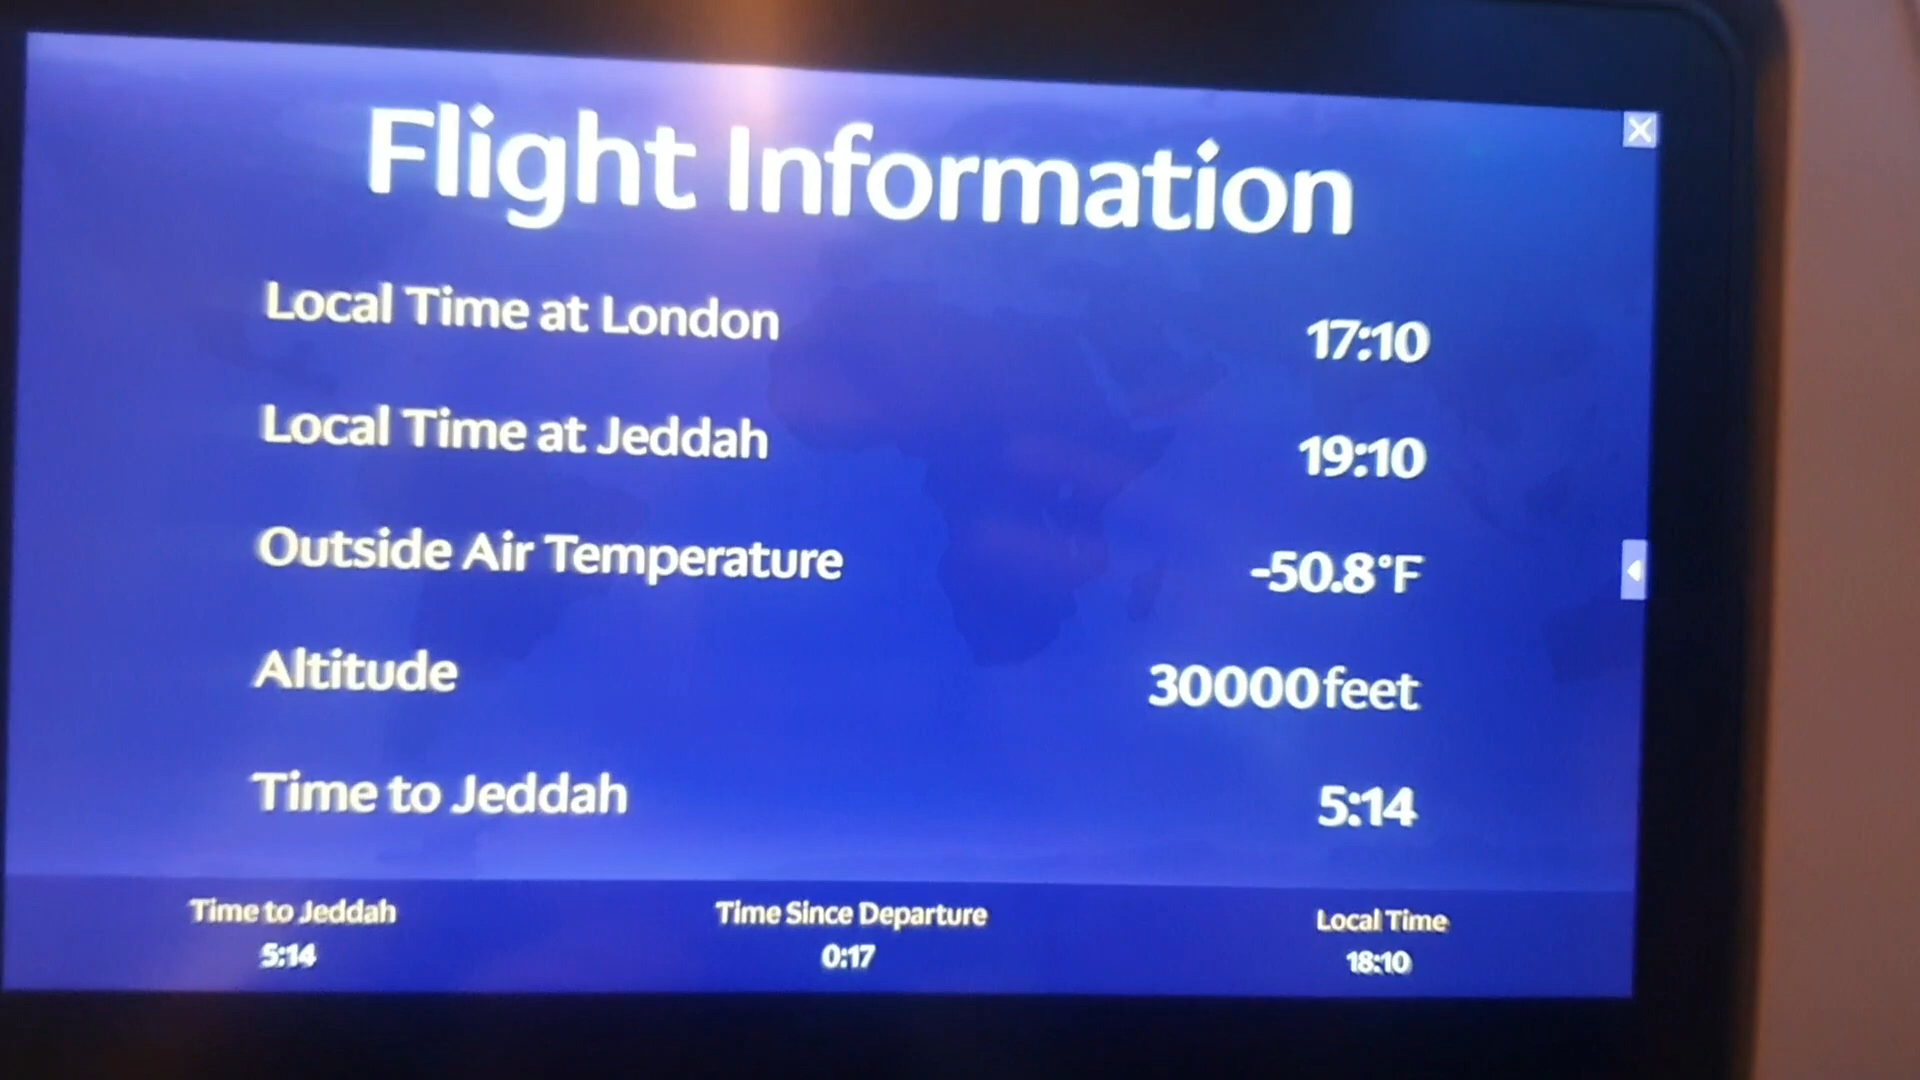 Flight Information
Local Time at London 17:10
Local Time at Jeddah 19:10
Outside Air Temperature -50.8°F
Altitude 30000feet
Time to Jeddah 5:14
Time to Jeddah Time Since Departure Local Time
5:14 0:17 18:10